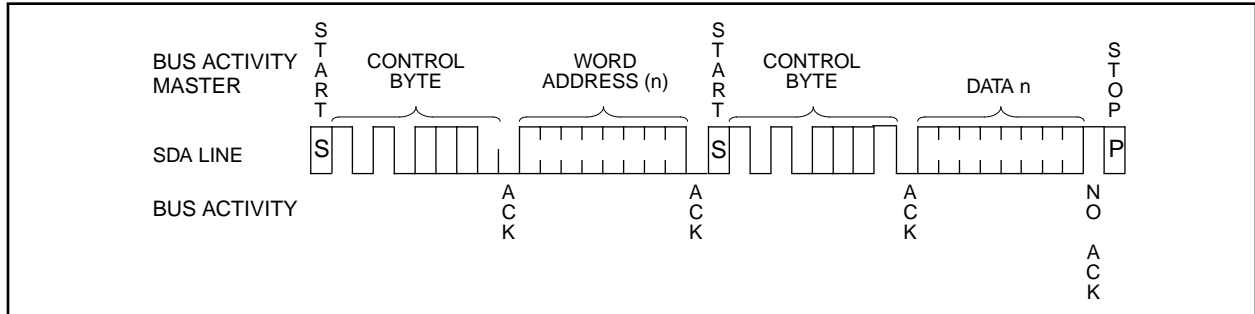 BUS ACTIVITY
MASTER
START
CONTROL
BYTE
WORD
ADDRESS (n)
START
CONTROL
BYTE
DATA n
STOP
SDA LINE
S
S
P
BUS ACTIVITY
ACK
ACK
ACK
NO ACK